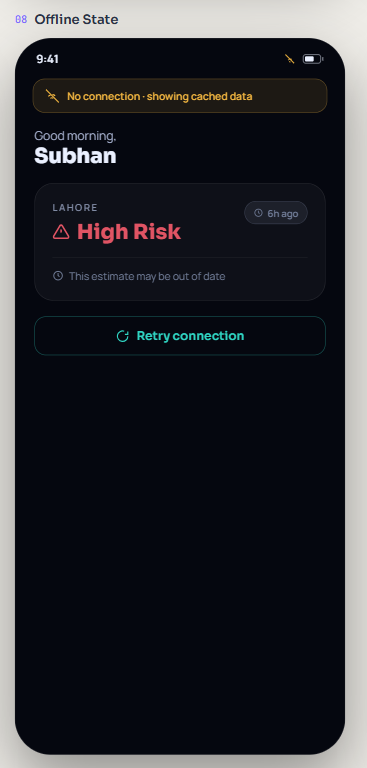 08 Offline State
9:41
No connection · showing cached data
Good morning,
Subhan
LAHORE
6h ago
High Risk
This estimate may be out of date
Retry connection